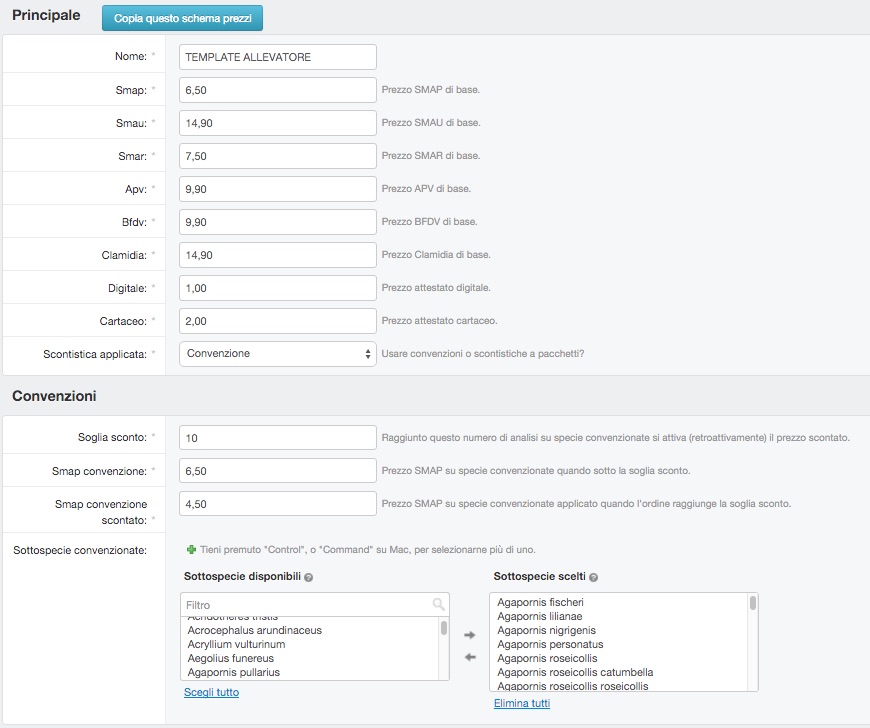 Principale
Copia questo schema prezzi
Nome: *
TEMPLATE ALLEVATORE
Smap: *
6,50
Prezzo SMAP di base.
Smau: *
14,90
Prezzo SMAU di base.
Smar: *
7,50
Prezzo SMAR di base.
Apv: *
9,90
Prezzo APV di base.
Bfdv: *
9,90
Prezzo BFDV di base.
Clamidia: *
14,90
Prezzo Clamidia di base.
Digitale: *
1,00
Prezzo attestato digitale.
Cartaceo: *
2,00
Prezzo attestato cartaceo.
Scontistica applicata: *
Convenzione
Usare convenzioni o scontistiche a pacchetti?
Convenzioni
Soglia sconto: *
10
Raggiunto questo numero di analisi su specie convenzionate si attiva (retroattivamente) il prezzo scontato.
Smap convenzione: *
6,50
Prezzo SMAP su specie convenzionate quando sotto la soglia sconto.
Smap convenzione
scontato: *
4,50
Prezzo SMAP su specie convenzionate applicato quando l'ordine raggiunge la soglia sconto.
Sottospecie convenzionate:
Tieni premuto "Control", o "Command" su Mac, per selezionarne più di uno.
Sottospecie disponibili ?
Filtro
Acridotheres tristis
Acrocephalus arundinaceus
Acryllium vulturinum
Aegolius funereus
Agapornis pullarius
Scegli tutto
Sottospecie scelti ?
Agapornis fischeri
Agapornis lilianae
Agapornis nigrigenis
Agapornis personatus
Agapornis roseicollis
Agapornis roseicollis catumbella
Agapornis roseicollis roseicollis
Elimina tutti